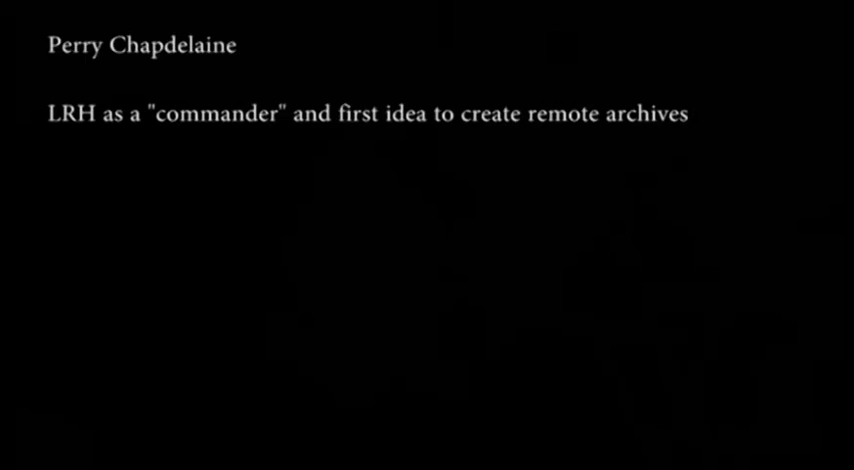 Perry Chapdelaine
LRH as a "commander" and first idea to create remote archives